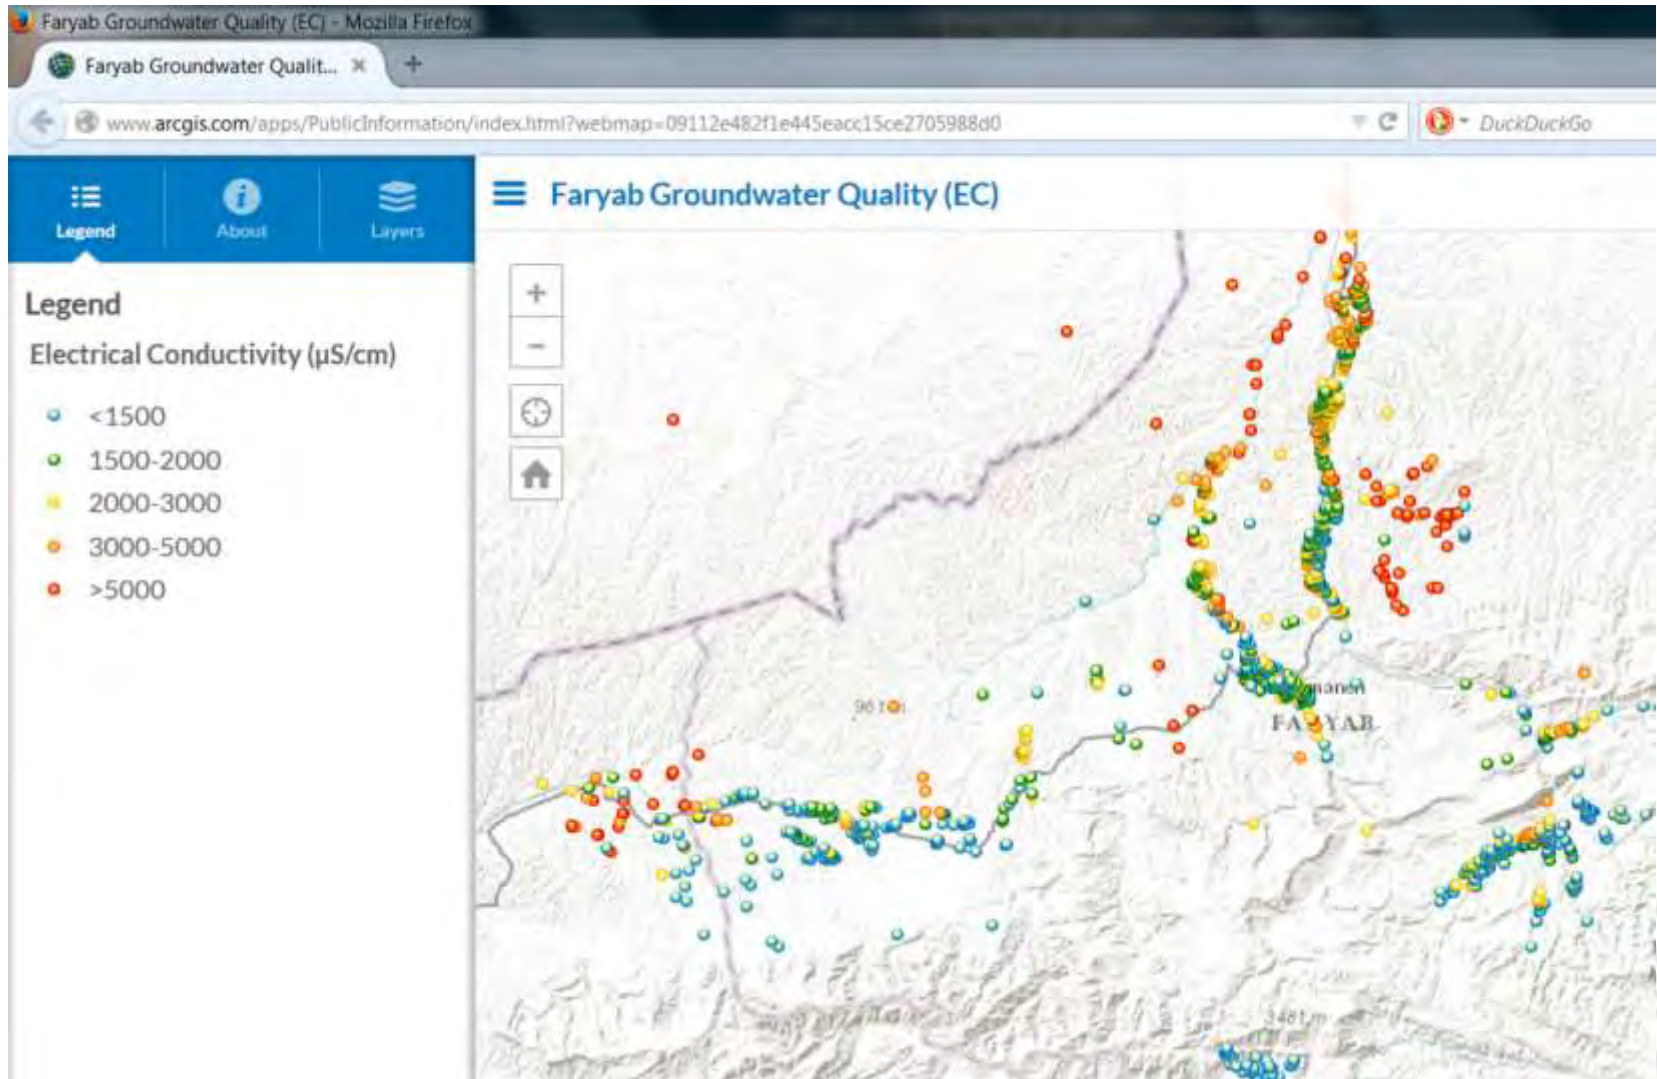 Faryab Groundwater Quality (EC) - Mozilla Firefox
Faryab Groundwater Qualit...
www.arcgis.com/apps/PublicInformation/index.html?webmap=09112e482f1e445eacc15ce2705988d0
DuckDuckGo
Legend
About
Layers
Faryab Groundwater Quality (EC)
Legend
Electrical Conductivity (µS/cm)
<1500
1500-2000
2000-3000
3000-5000
>5000
3481 m